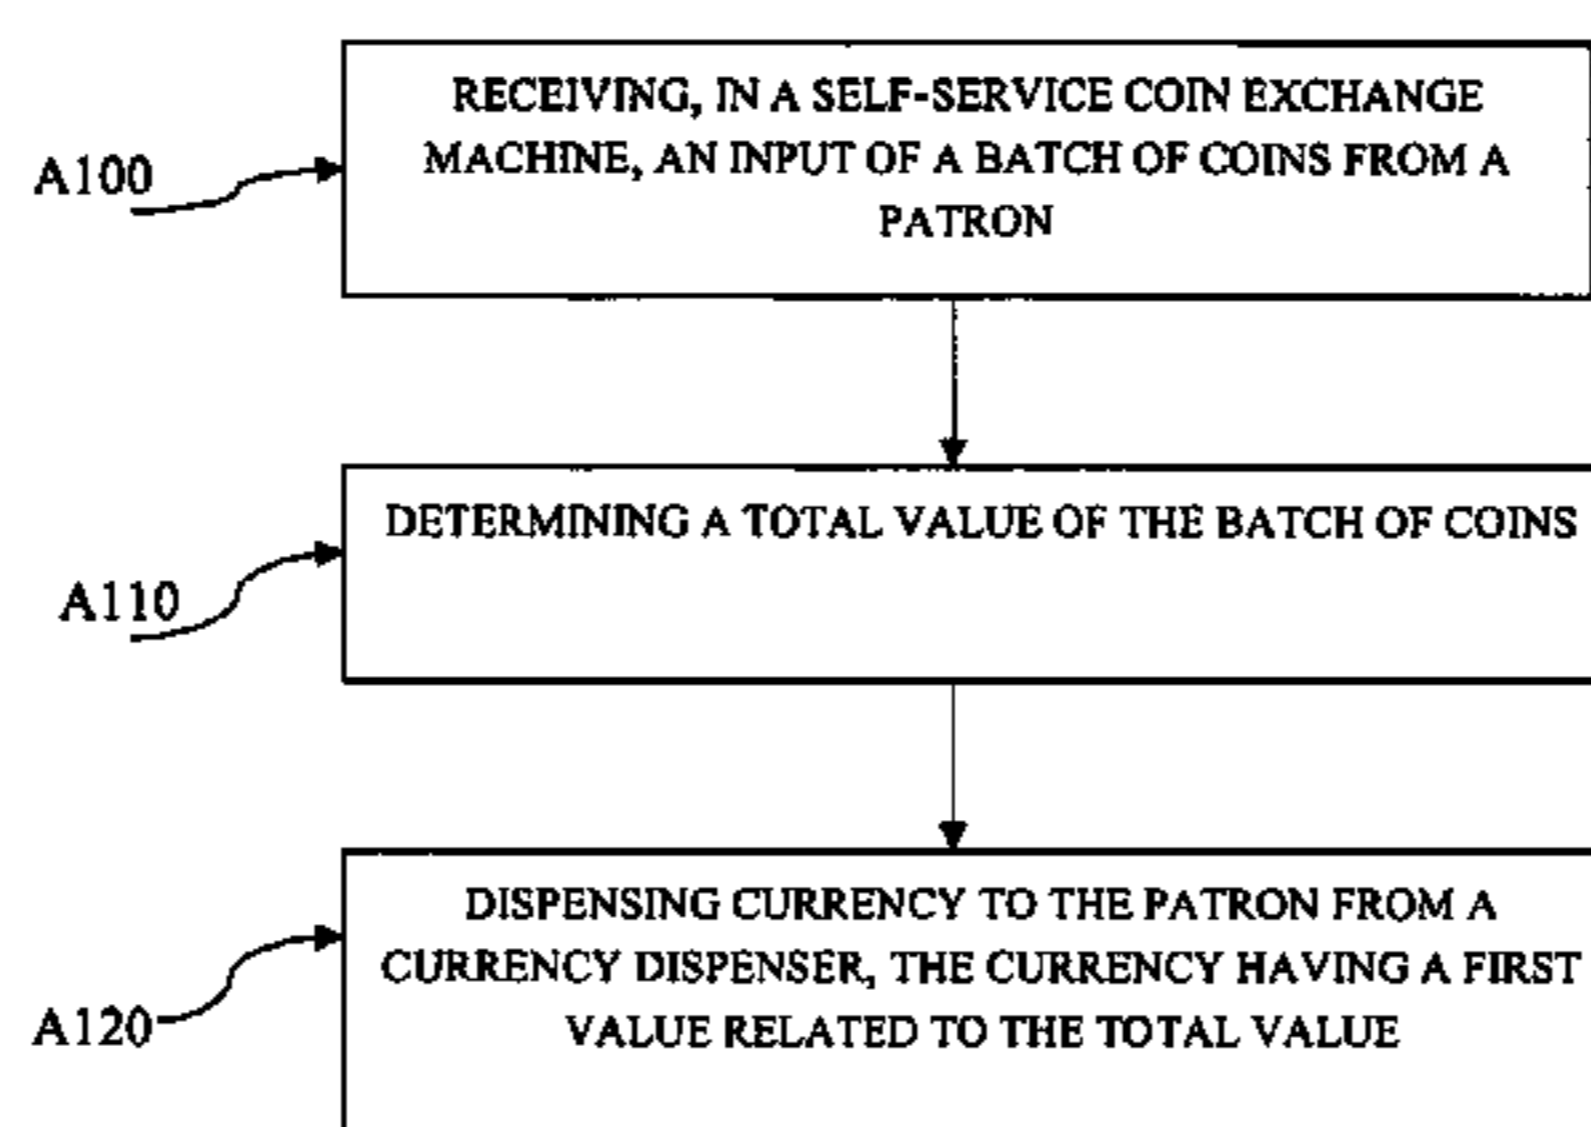 RECEIVING, IN A SELF-SERVICE COIN EXCHANGE
MACHINE, AN INPUT OF A BATCH OF COINS FROM A
PATRON
A100
DETERMINING A TOTAL VALUE OF THE BATCH OF COINS
A110
DISPENSING CURRENCY TO THE PATRON FROM A
CURRENCY DISPENSER, THE CURRENCY HAVING A FIRST
VALUE RELATED TO THE TOTAL VALUE
A120